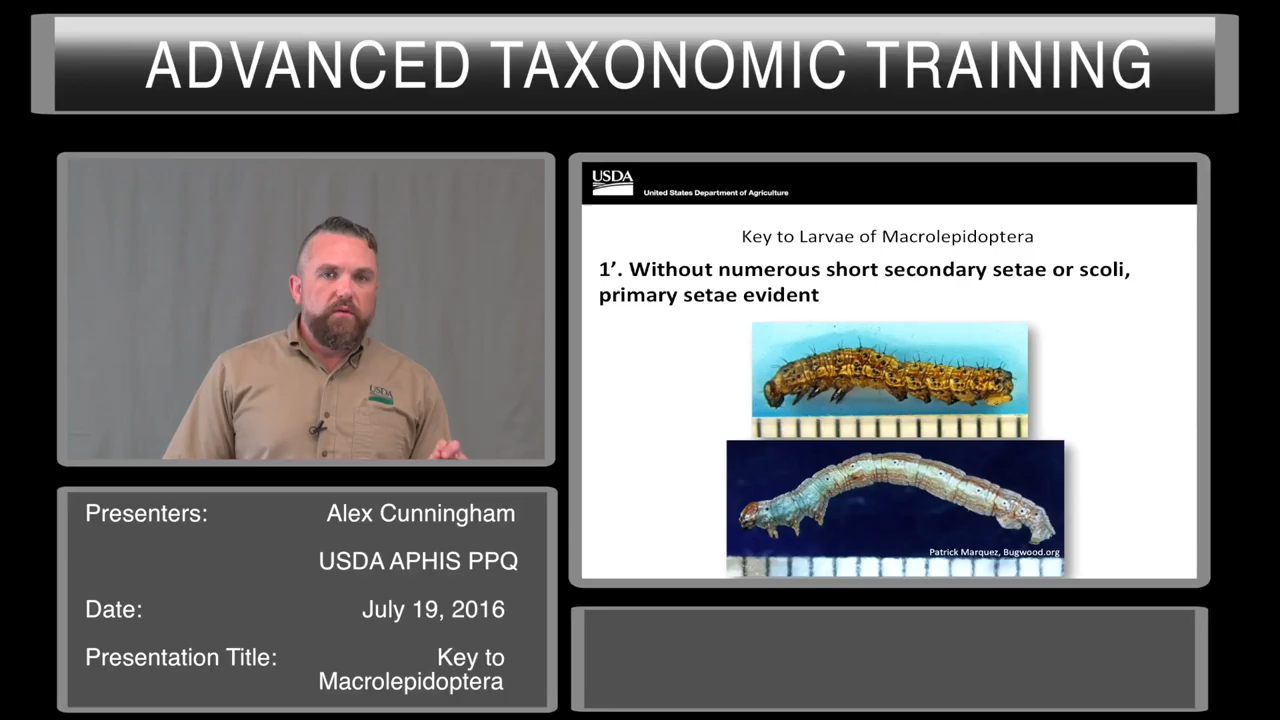 ADVANCED TAXONOMIC TRAINING
USDA
USDA
United States Department of Agriculture
Key to Larvae of Macrolepidoptera
1’. Without numerous short secondary setae or scoli,
primary setae evident
Patrick Marquez, Bugwood.org
Presenters: Alex Cunningham
USDA APHIS PPQ
Date: July 19, 2016
Presentation Title: Key to
Macrolepidoptera